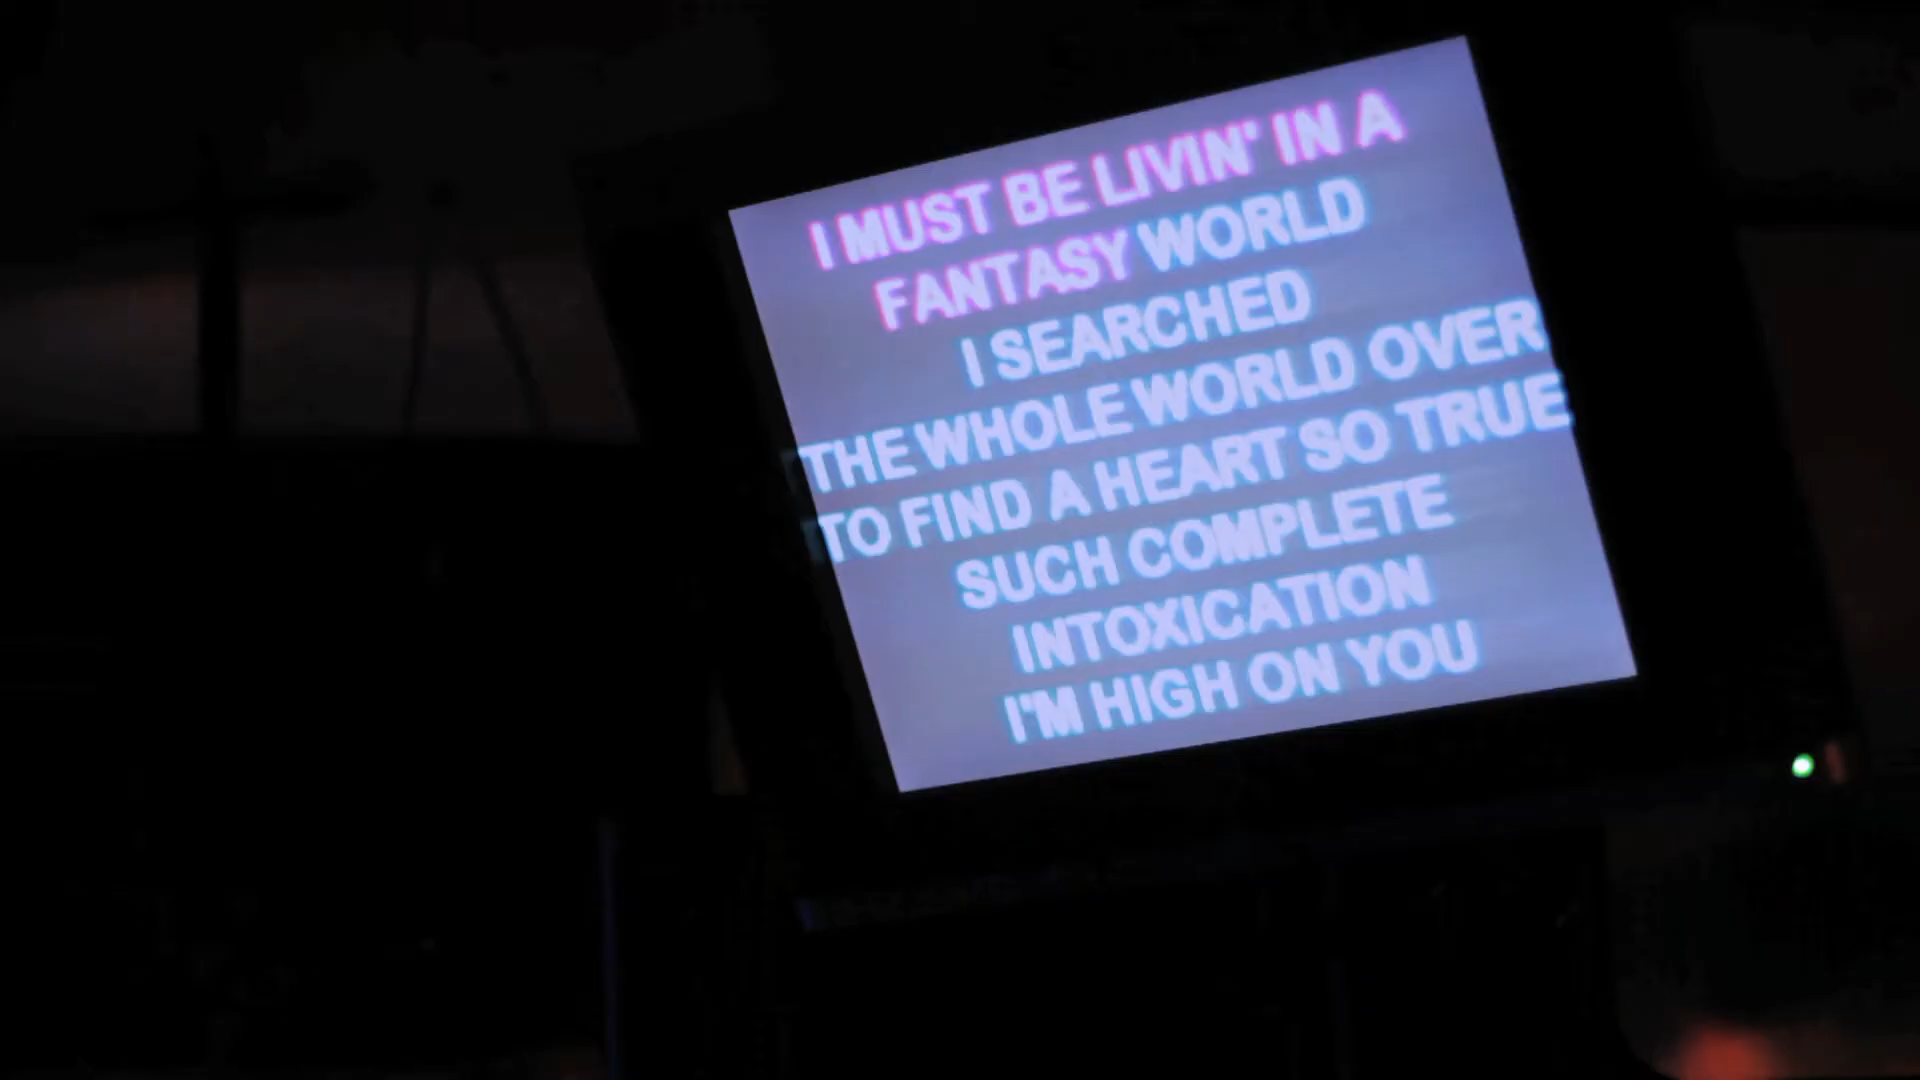 I MUST BE LIVIN' IN A
FANTASY WORLD
I SEARCHED
THE WHOLE WORLD OVER
TO FIND A HEART SO TRUE
SUCH COMPLETE
INTOXICATION
I'M HIGH ON YOU